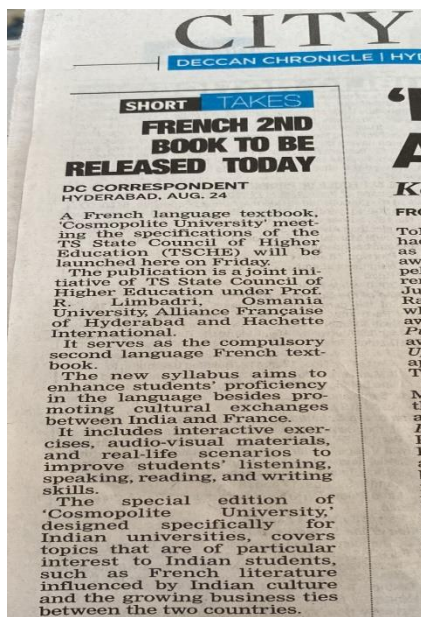 CITY
DECCAN CHRONICLE | HY
SHORT TAKES
FRENCH 2ND
BOOK TO BE
RELEASED TODAY
DC CORRESPONDENT
HYDERABAD, AUG. 24
A French language textbook,
'Cosmopolite University' meet-
ing the specifications of the
TS State Council of Higher
Education (TSCHE) will be
launched here on Friday.
The publication is a joint ini-
tiative of TS State Council of
Higher Education under Prof.
R. Limbadri, Osmania
University, Alliance Française
of Hyderabad and Hachette
International.
It serves as the compulsory
second language French text-
book.
The new syllabus aims to
enhance students' proficiency
in the language besides pro-
moting cultural exchanges
between India and France.
It includes interactive exer-
cises, audio-visual materials,
and real-life scenarios to
improve students' listening,
speaking, reading, and writing
skills.
The special edition of
'Cosmopolite University,'
designed specifically for
Indian universities, covers
topics that are of particular
interest to Indian students,
such as French literature
influenced by Indian culture
and the growing business ties
between the two countries.